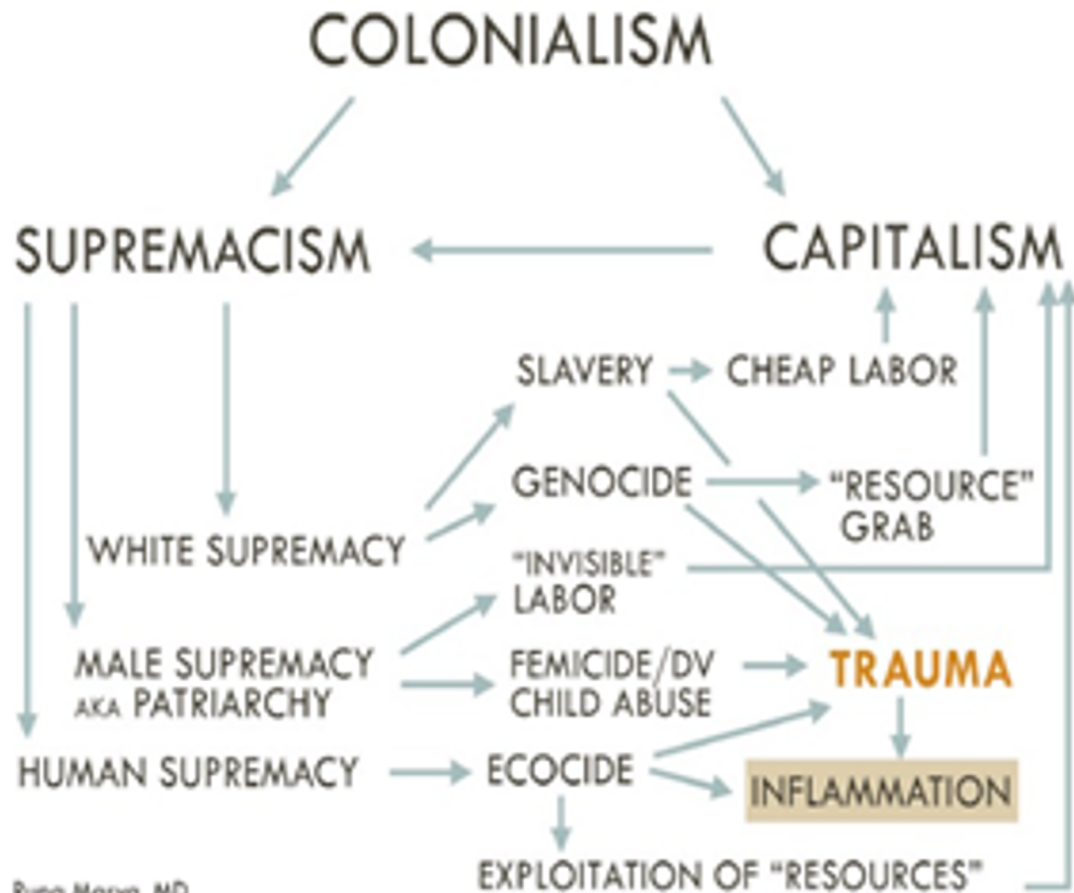 COLONIALISM
SUPREMACISM
CAPITALISM
SLAVERY
CHEAP LABOR
GENOCIDE
“RESOURCE”
GRAB
WHITE SUPREMACY
“INVISIBLE”
LABOR
MALE SUPREMACY
AKA PATRIARCHY
FEMICIDE/DV
CHILD ABUSE
TRAUMA
HUMAN SUPREMACY
ECOCIDE
INFLAMMATION
EXPLOITATION OF “RESOURCES”
MD